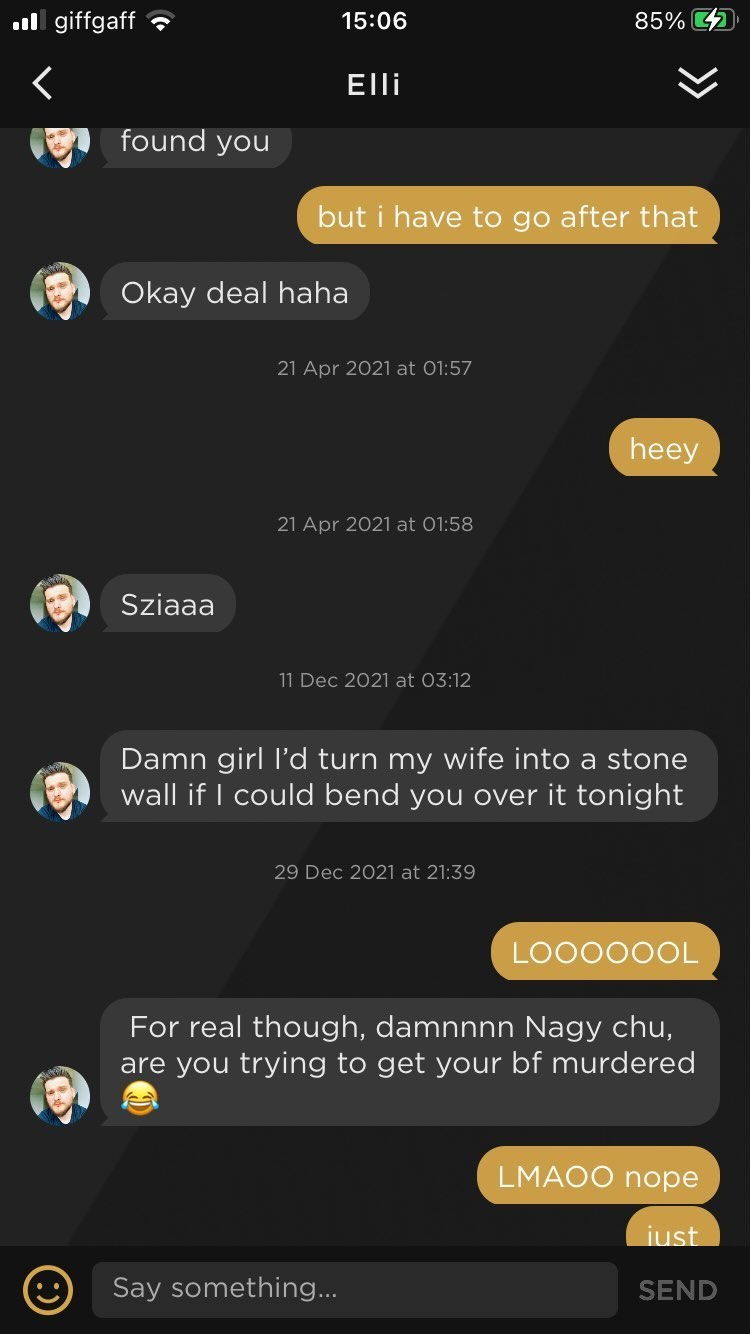 giffgaff
15:06
85%
Elli
found you
but i have to go after that
Okay deal haha
21 Apr 2021 at 01:57
heey
21 Apr 2021 at 01:58
Sziaaa
11 Dec 2021 at 03:12
Damn girl I’d turn my wife into a stone
wall if I could bend you over it tonight
29 Dec 2021 at 21:39
LOOOOOOL
For real though, damnnnn Nagy chu,
are you trying to get your bf murdered
😂
LMAOO nope
just
Say something...
SEND